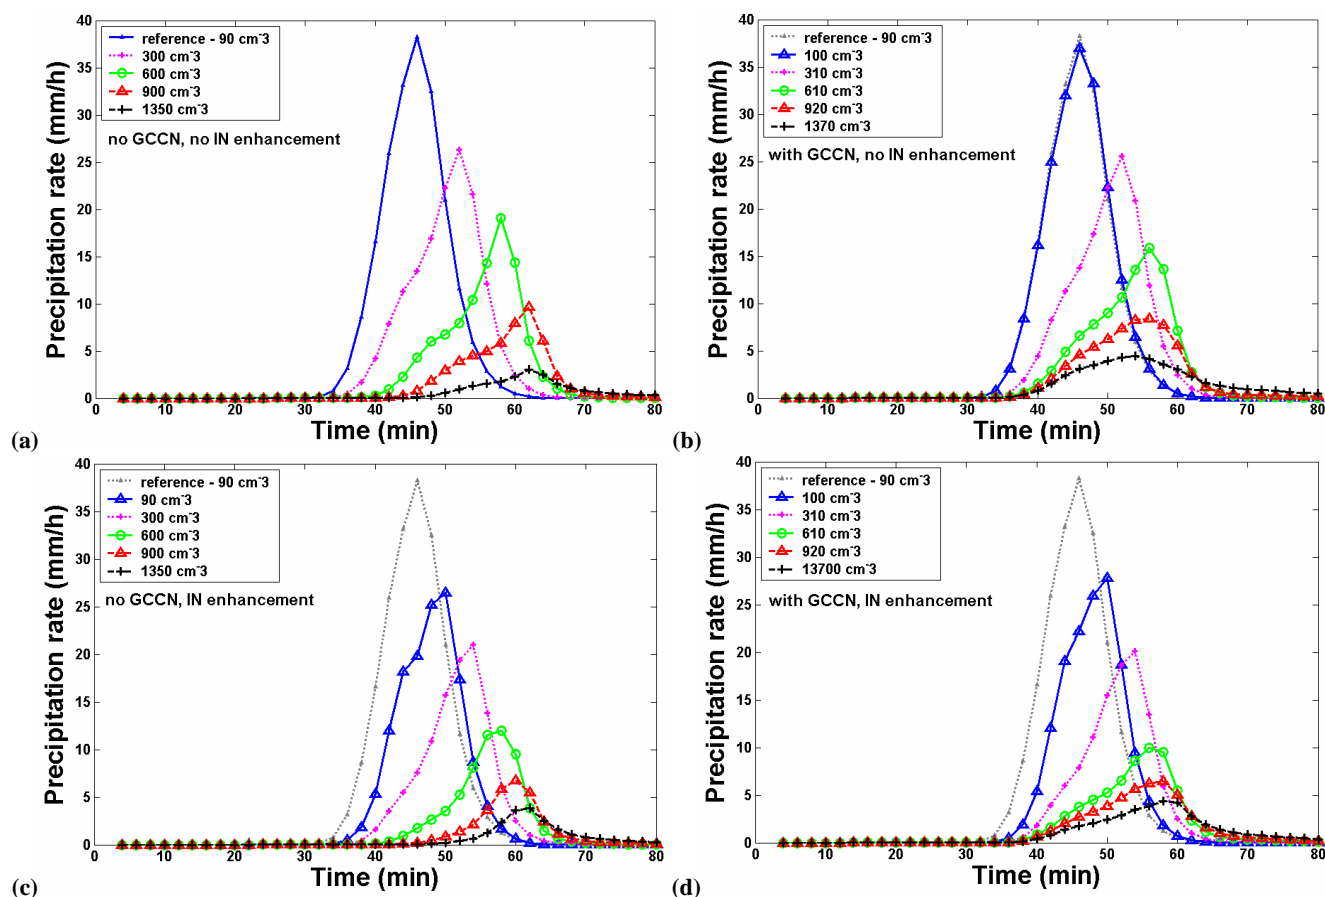 40
35
30
25
20
15
10
5
0
Precipitation rate (mm/h)
reference - 90 cm-3
300 cm-3
600 cm-3
900 cm-3
1350 cm-3
no GCCN, no IN enhancement
0 10 20 30 40 50 60 70 80
Time (min)
(a)
40
35
30
25
20
15
10
5
0
Precipitation rate (mm/h)
reference - 90 cm-3
100 cm-3
310 cm-3
610 cm-3
920 cm-3
1370 cm-3
with GCCN, no IN enhancement
0 10 20 30 40 50 60 70 80
Time (min)
(b)
40
35
30
25
20
15
10
5
0
Precipitation rate (mm/h)
reference - 90 cm-3
90 cm-3
300 cm-3
600 cm-3
900 cm-3
1350 cm-3
no GCCN, IN enhancement
0 10 20 30 40 50 60 70 80
Time (min)
(c)
40
35
30
25
20
15
10
5
0
Precipitation rate (mm/h)
reference - 90 cm-3
100 cm-3
310 cm-3
610 cm-3
920 cm-3
13700 cm-3
with GCCN, IN enhancement
0 10 20 30 40 50 60 70 80
Time (min)
(d)